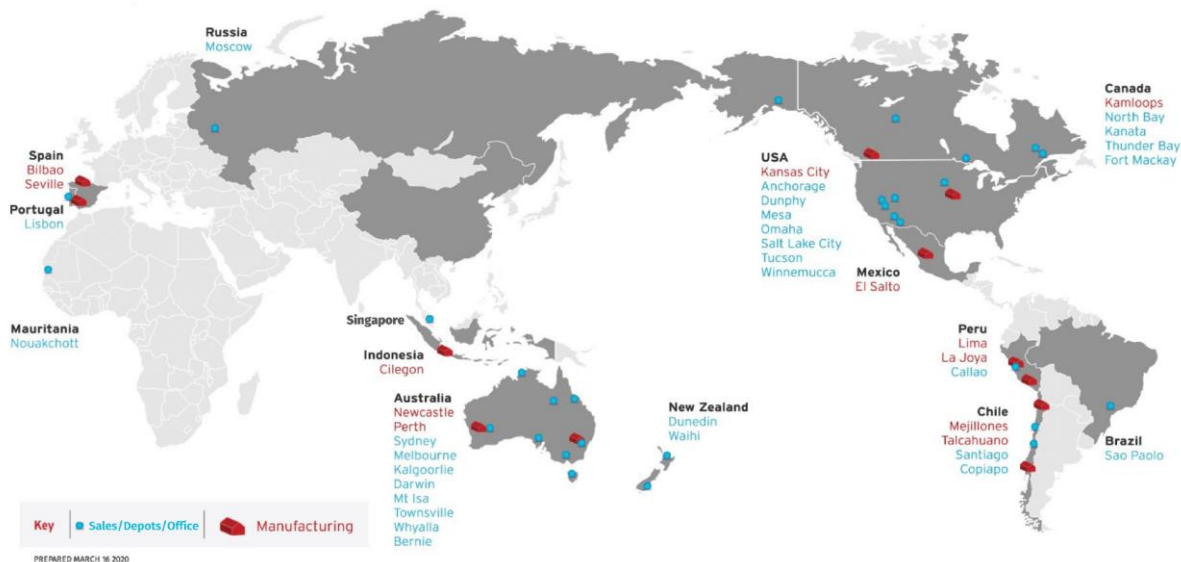 Russia
Moscow
Spain
Bilbao
Seville
Portugal
Lisbon
Mauritania
Nouakchott
Singapore
Indonesia
Cilegon
Australia
Newcastle
Perth
Sydney
Melbourne
Kalgoorlie
Darwin
Mt Isa
Townsville
Whyalla
Bernie
New Zealand
Dunedin
Waihi
USA
Kansas City
Anchorage
Dunphy
Mesa
Omaha
Salt Lake City
Tucson
Winnemucca
Canada
Kamloops
North Bay
Kanata
Thunder Bay
Fort Mackay
Mexico
El Salto
Peru
Lima
La Joya
Callao
Chile
Mejillones
Talcahuano
Santiago
Copiapo
Brazil
Sao Paolo
Key
Sales/Depots/Office
Manufacturing
PREPARED MARCH 16 2020